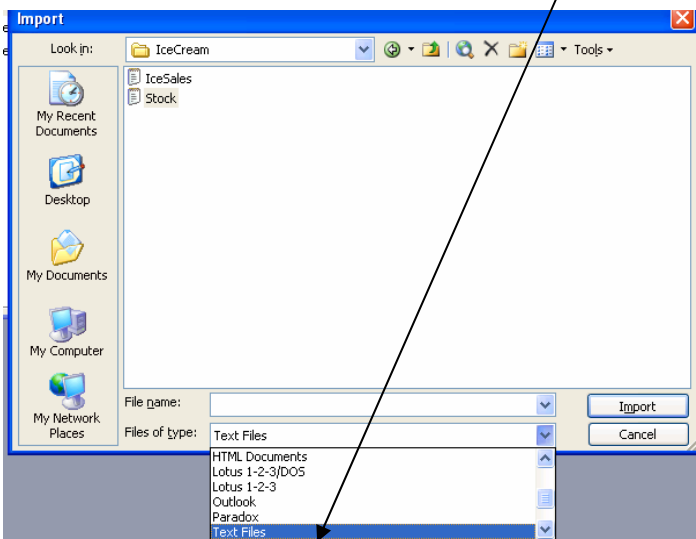 Import
Look in:
IceCream
Tools
IceSales
Stock
My Recent
Documents
Desktop
My Documents
My Computer
My Network
Places
File name:
Import
Files of type:
Text Files
Cancel
HTML Documents
Lotus 1-2-3/DOS
Lotus 1-2-3
Outlook
Paradox
Text Files